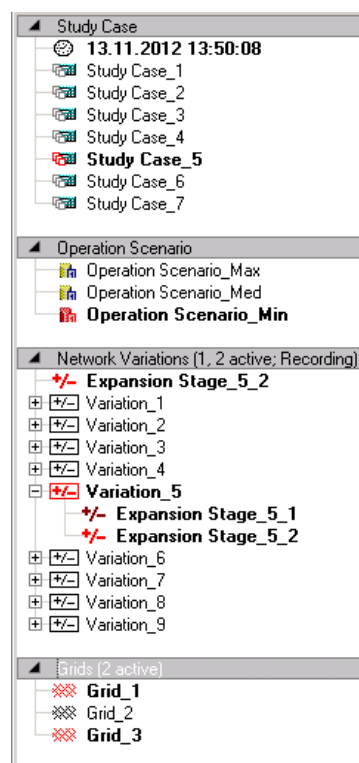 Study Case
13.11.2012 13:50:08
Study Case_1
Study Case_2
Study Case_3
Study Case_4
Study Case_5
Study Case_6
Study Case_7
Operation Scenario
Operation Scenario_Max
Operation Scenario_Med
Operation Scenario_Min
Network Variations (1, 2 active; Recording)
+/- Expansion Stage_5_2
+/- Variation_1
+/- Variation_2
+/- Variation_3
+/- Variation_4
+/- Variation_5
+/- Expansion Stage_5_1
+/- Expansion Stage_5_2
+/- Variation_6
+/- Variation_7
+/- Variation_8
+/- Variation_9
Grids (2 active)
Grid_1
Grid_2
Grid_3